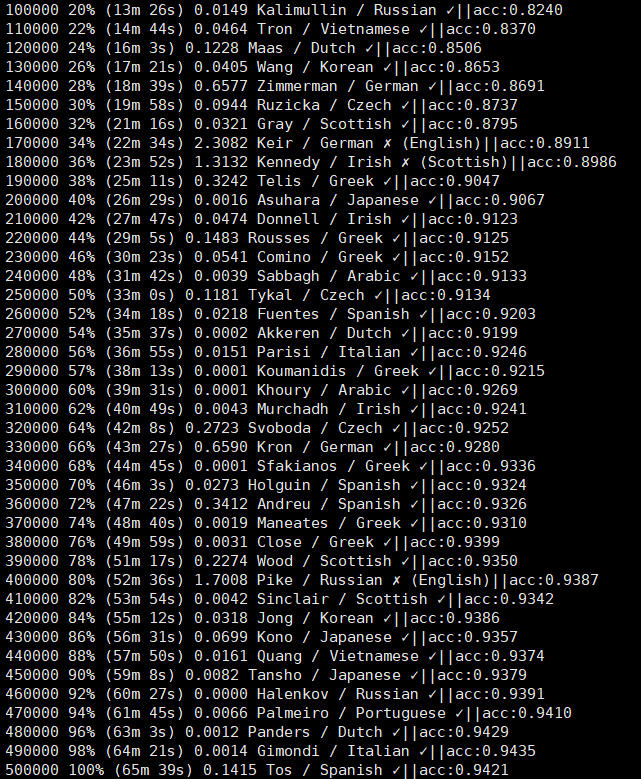 100000 20% (13m 26s) 0.0149 Kalimullin / Russian ✓||acc:0.8240
110000 22% (14m 44s) 0.0464 Tron / Vietnamese ✓||acc:0.8370
120000 24% (16m 3s) 0.1228 Maas / Dutch ✓||acc:0.8506
130000 26% (17m 21s) 0.0405 Wang / Korean ✓||acc:0.8653
140000 28% (18m 39s) 0.6577 Zimmerman / German ✓||acc:0.8691
150000 30% (19m 58s) 0.0944 Ruzicka / Czech ✓||acc:0.8737
160000 32% (21m 16s) 0.0321 Gray / Scottish ✓||acc:0.8795
170000 34% (22m 34s) 2.3082 Keir / German ✗ (English)||acc:0.8911
180000 36% (23m 52s) 1.3132 Kennedy / Irish ✗ (Scottish)||acc:0.8986
190000 38% (25m 11s) 0.3242 Telis / Greek ✓||acc:0.9047
200000 40% (26m 29s) 0.0016 Asuhara / Japanese ✓||acc:0.9067
210000 42% (27m 47s) 0.0474 Donnell / Irish ✓||acc:0.9123
220000 44% (29m 5s) 0.1483 Rousses / Greek ✓||acc:0.9125
230000 46% (30m 23s) 0.0541 Comino / Greek ✓||acc:0.9152
240000 48% (31m 42s) 0.0039 Sabbagh / Arabic ✓||acc:0.9133
250000 50% (33m 0s) 0.1181 Tykal / Czech ✓||acc:0.9134
260000 52% (34m 18s) 0.0218 Fuentes / Spanish ✓||acc:0.9203
270000 54% (35m 37s) 0.0002 Akkeren / Dutch ✓||acc:0.9199
280000 56% (36m 55s) 0.0151 Parisi / Italian ✓||acc:0.9246
290000 57% (38m 13s) 0.0001 Koumanidis / Greek ✓||acc:0.9215
300000 60% (39m 31s) 0.0001 Khoury / Arabic ✓||acc:0.9269
310000 62% (40m 49s) 0.0043 Murchadh / Irish ✓||acc:0.9241
320000 64% (42m 8s) 0.2723 Svoboda / Czech ✓||acc:0.9252
330000 66% (43m 27s) 0.6590 Kron / German ✓||acc:0.9280
340000 68% (44m 45s) 0.0001 Sfakianos / Greek ✓||acc:0.9336
350000 70% (46m 3s) 0.0273 Holguin / Spanish ✓||acc:0.9324
360000 72% (47m 22s) 0.3412 Andreu / Spanish ✓||acc:0.9326
370000 74% (48m 40s) 0.0019 Maneates / Greek ✓||acc:0.9310
380000 76% (49m 59s) 0.0031 Close / Greek ✓||acc:0.9399
390000 78% (51m 17s) 0.2274 Wood / Scottish ✓||acc:0.9350
400000 80% (52m 36s) 1.7008 Pike / Russian ✗ (English)||acc:0.9387
410000 82% (53m 54s) 0.0042 Sinclair / Scottish ✓||acc:0.9342
420000 84% (55m 12s) 0.0318 Jong / Korean ✓||acc:0.9386
430000 86% (56m 31s) 0.0699 Kono / Japanese ✓||acc:0.9357
440000 88% (57m 50s) 0.0161 Quang / Vietnamese ✓||acc:0.9374
450000 90% (59m 8s) 0.0082 Tansho / Japanese ✓||acc:0.9379
460000 92% (60m 27s) 0.0000 Halenkov / Russian ✓||acc:0.9391
470000 94% (61m 45s) 0.0066 Palmeiro / Portuguese ✓||acc:0.9410
480000 96% (63m 3s) 0.0012 Panders / Dutch ✓||acc:0.9429
490000 98% (64m 21s) 0.0014 Gimondi / Italian ✓||acc:0.9435
500000 100% (65m 39s) 0.1415 Tos / Spanish ✓||acc:0.9421